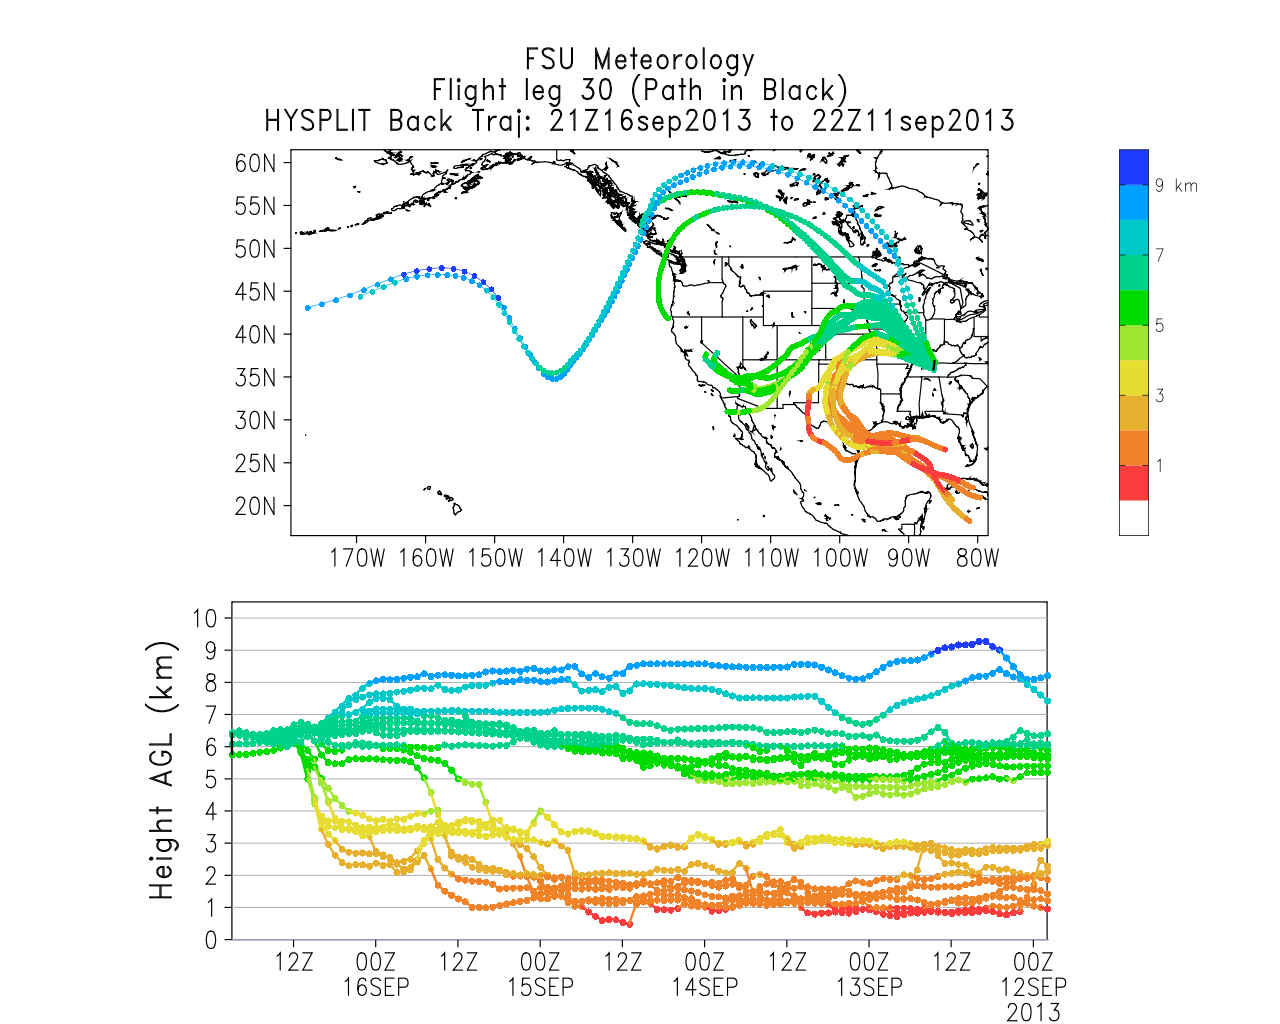 FSU Meteorology
Flight leg 30 (Path in Black)
HYSPLIT Back Traj: 21Z16sep2013 to 22Z11sep2013
60N
55N
50N
45N
40N
35N
30N
25N
20N
170W 160W 150W 140W 130W 120W 110W 100W 90W 80W
9 km
7
5
3
1
Height AGL (km)
10
9
8
7
6
5
4
3
2
1
0
12Z 00Z 12Z 00Z 12Z 00Z 12Z 00Z 12Z 00Z
16SEP 15SEP 14SEP 13SEP 12SEP
2013